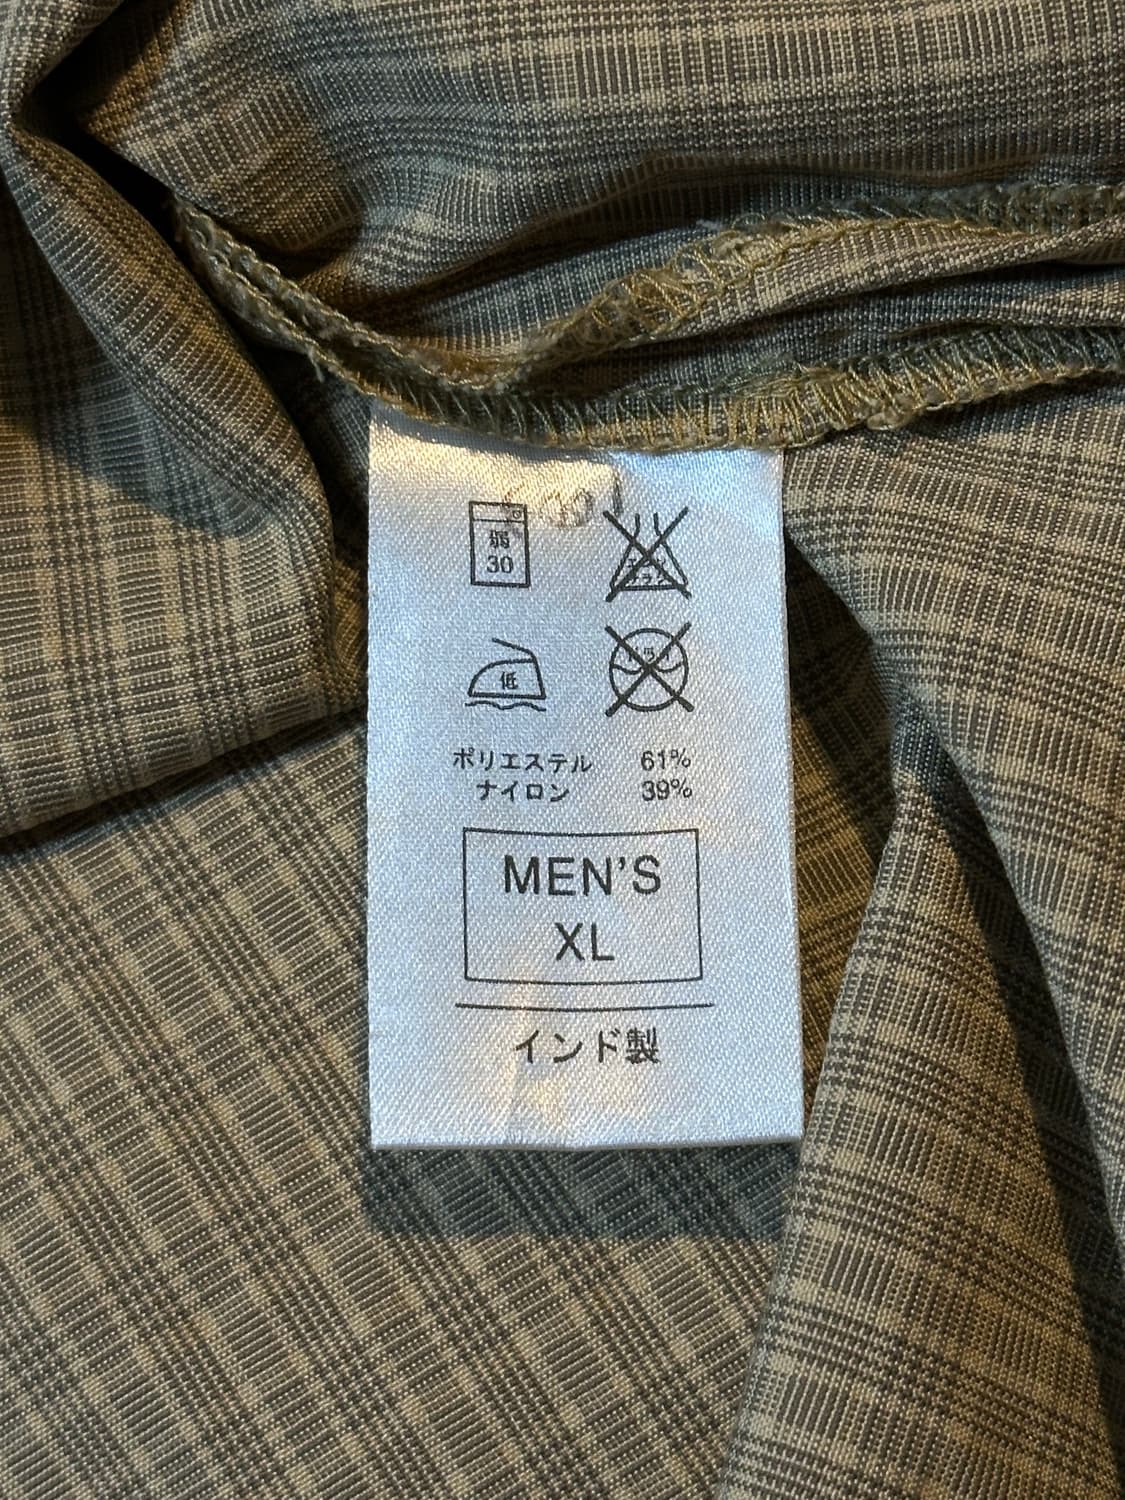 弱
30
低
ポリエステル 61%
ナイロン 39%
MEN'S
XL
インド製